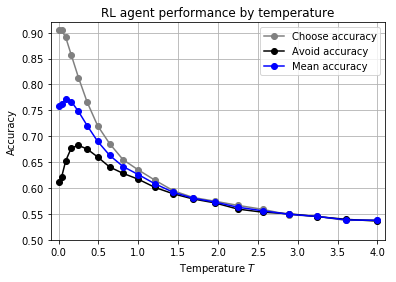 RL agent performance by temperature
Choose accuracy
Avoid accuracy
Mean accuracy
Accuracy
0.90
0.85
0.80
0.75
0.70
0.65
0.60
0.55
0.50
0.0 0.5 1.0 1.5 2.0 2.5 3.0 3.5 4.0
Temperature T